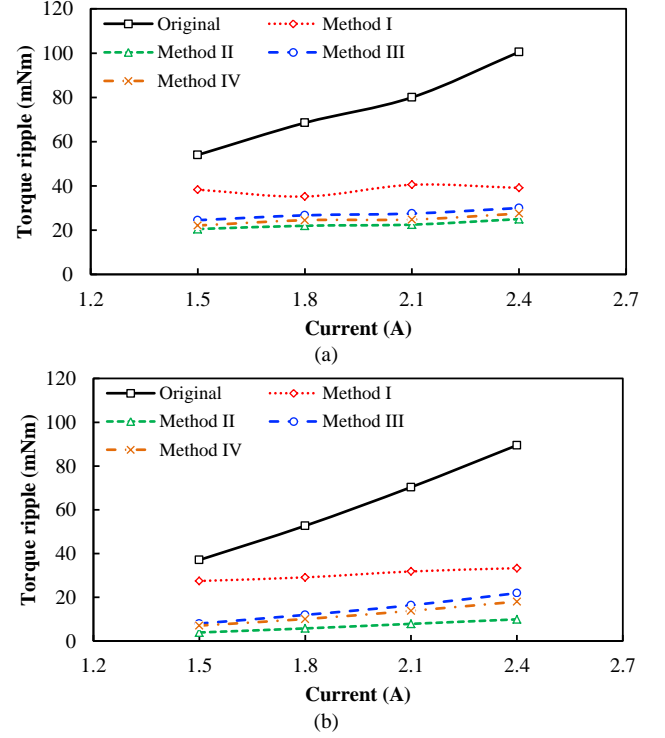 120
100
80
60
40
20
0
Torque ripple (mNm)
Original
Method I
Method II
Method III
Method IV
1.2 1.5 1.8 2.1 2.4 2.7
Current (A)
(a)
120
100
80
60
40
20
0
Torque ripple (mNm)
Original
Method I
Method II
Method III
Method IV
1.2 1.5 1.8 2.1 2.4 2.7
Current (A)
(b)